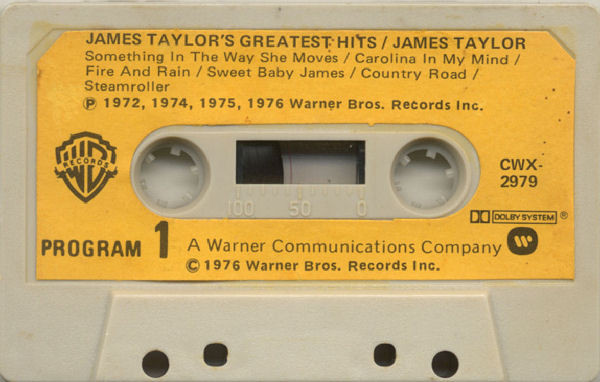 JAMES TAYLOR'S GREATEST HITS / JAMES TAYLOR
Something In The Way She Moves / Carolina In My Mind /
Fire And Rain / Sweet Baby James / Country Road /
Steamroller
℗ 1972, 1974, 1975, 1976 Warner Bros. Records Inc.
RECORDS
WB
CWX-
2979
100 50 0
DOLBY SYSTEM ®
PROGRAM 1
A Warner Communications Company
© 1976 Warner Bros. Records Inc.